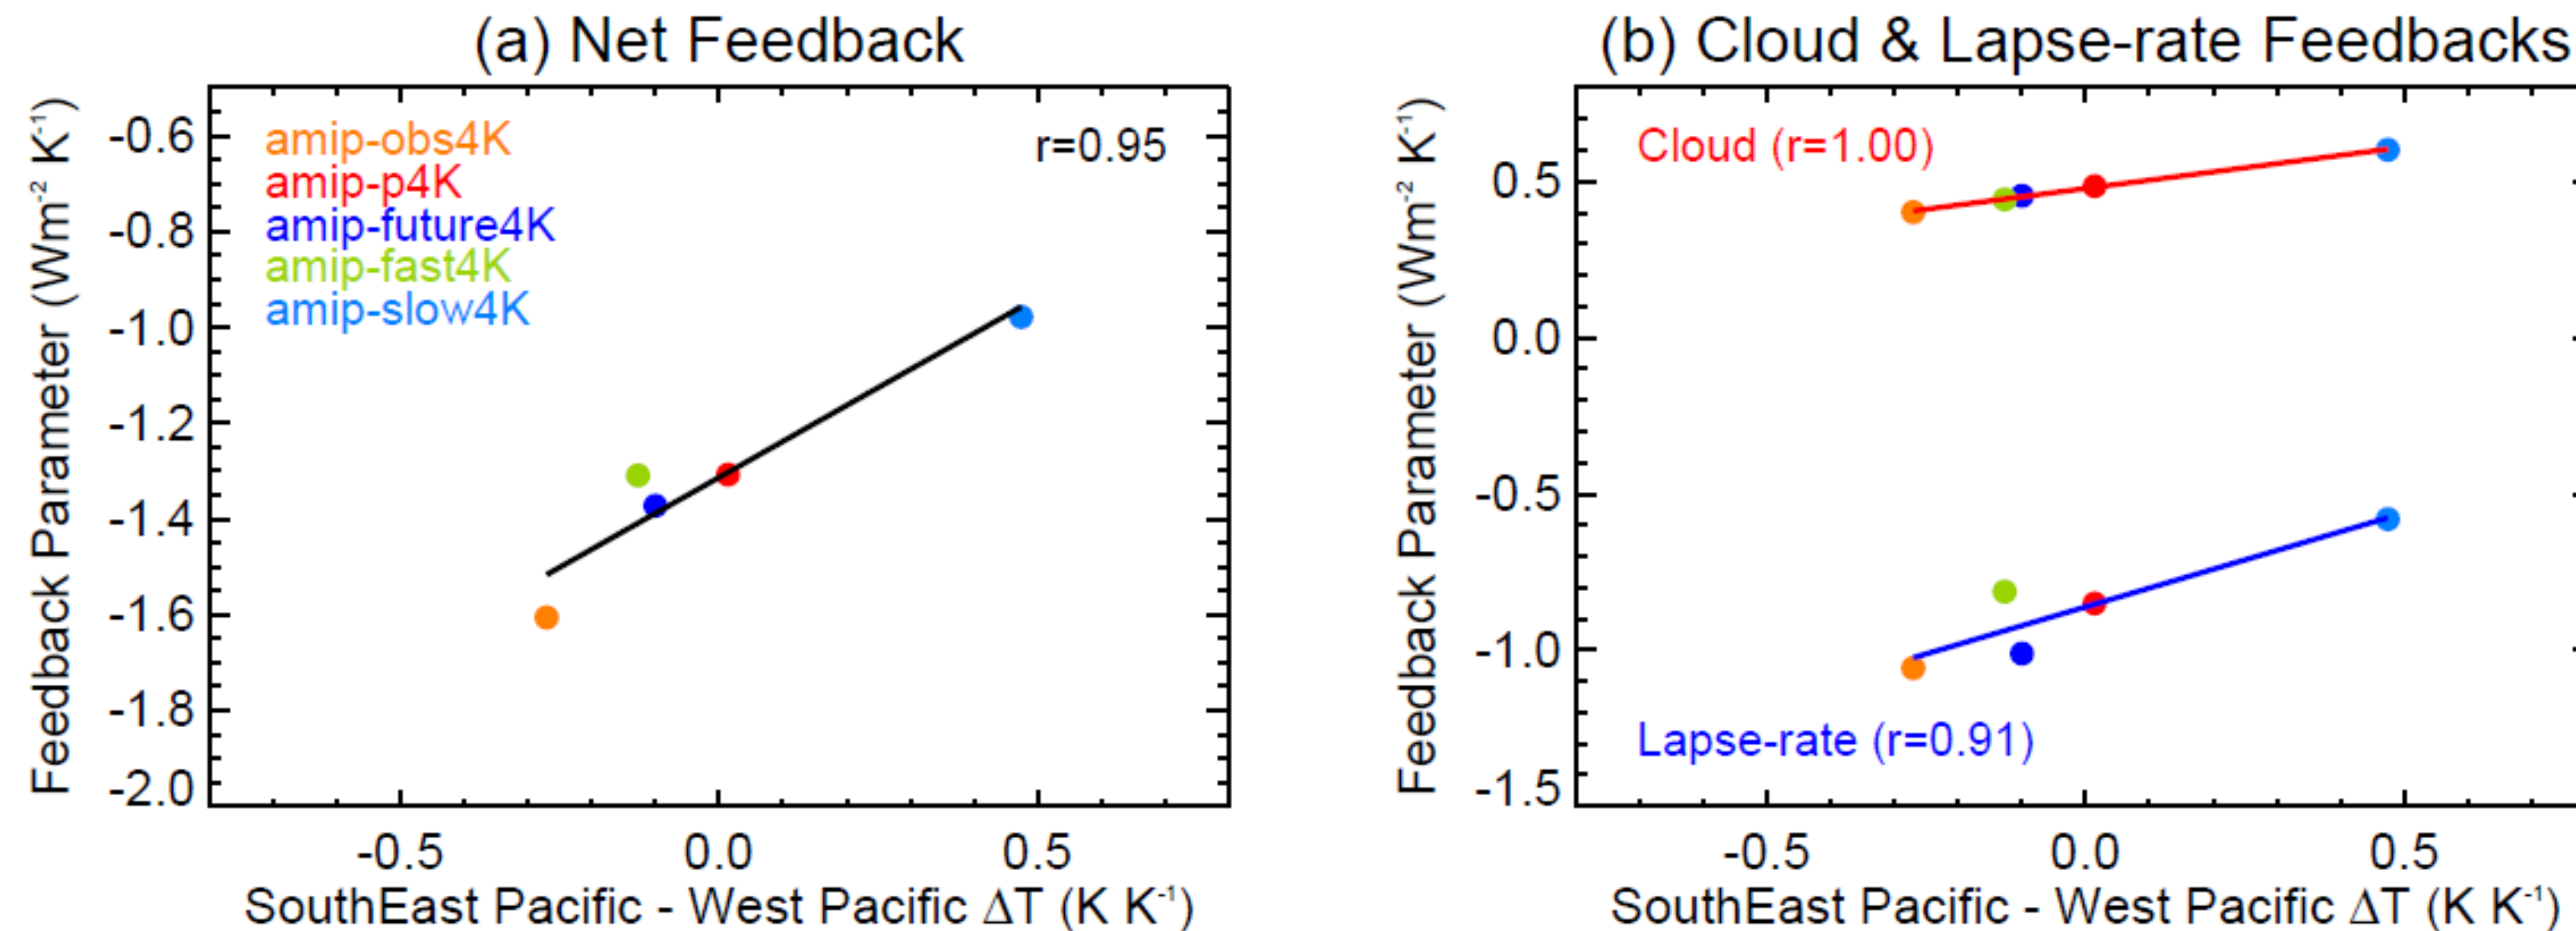 (a) Net Feedback
Feedback Parameter (Wm⁻² K⁻¹)
-0.6
-0.8
-1.0
-1.2
-1.4
-1.6
-1.8
-2.0
amip-obs4K
amip-p4K
amip-future4K
amip-fast4K
amip-slow4K
r=0.95
-0.5 0.0 0.5
SouthEast Pacific - West Pacific ΔT (K K⁻¹)
(b) Cloud & Lapse-rate Feedbacks
Feedback Parameter (Wm⁻² K⁻¹)
0.5
0.0
-0.5
-1.0
-1.5
Cloud (r=1.00)
Lapse-rate (r=0.91)
-0.5 0.0 0.5
SouthEast Pacific - West Pacific ΔT (K K⁻¹)